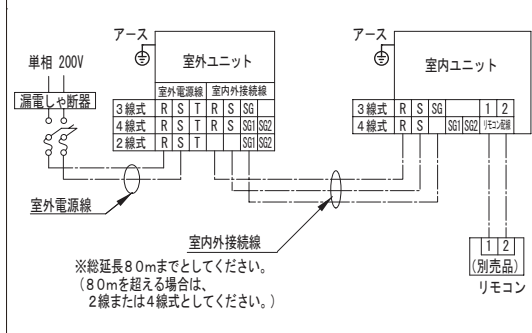 アース
単相 200V
漏電しゃ断器
室外ユニット
室外電源線 室内外接続線
3線式 R S T R S SG
4線式 R S T R S SG1 SG2
2線式 R S T SG1 SG2
室外電源線
室内外接続線
※総延長80mまでとしてください。
(80mを超える場合は、
2線または4線式としてください。)
アース
室内ユニット
3線式 R S SG 1 2
4線式 R S SG1 SG2 リモコン配線
1 2
(別売品)
リモコン